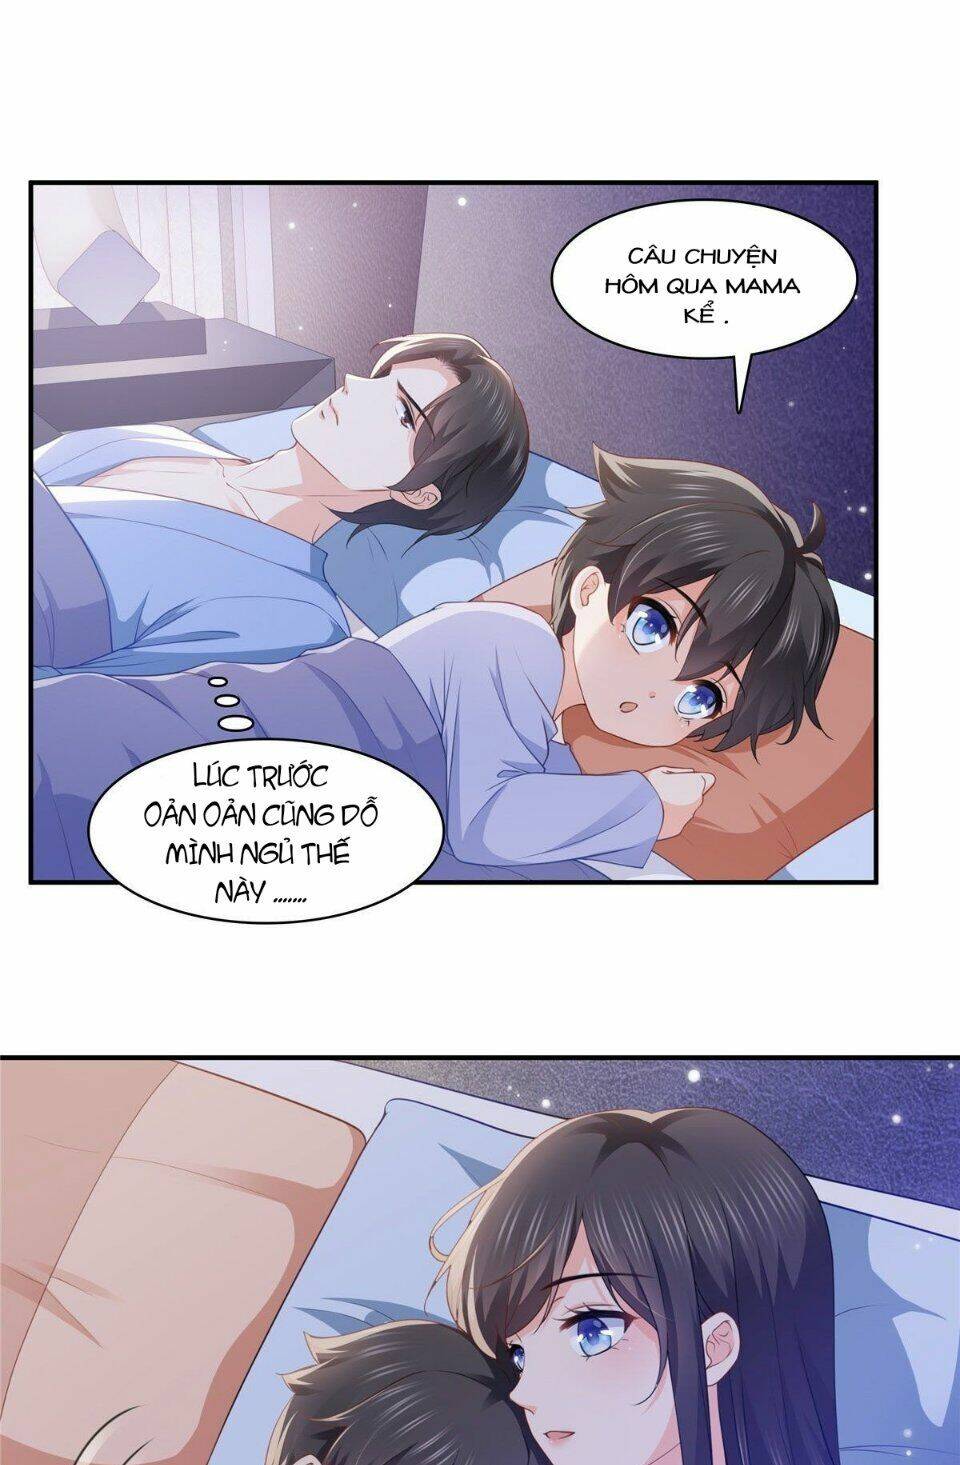 CÂU CHUYỆN
HÔM QUA MAMA
KỂ .
LÚC TRƯỚC
OẢN OẢN CŨNG DỖ
MÌNH NGỦ THẾ
NÀY .......